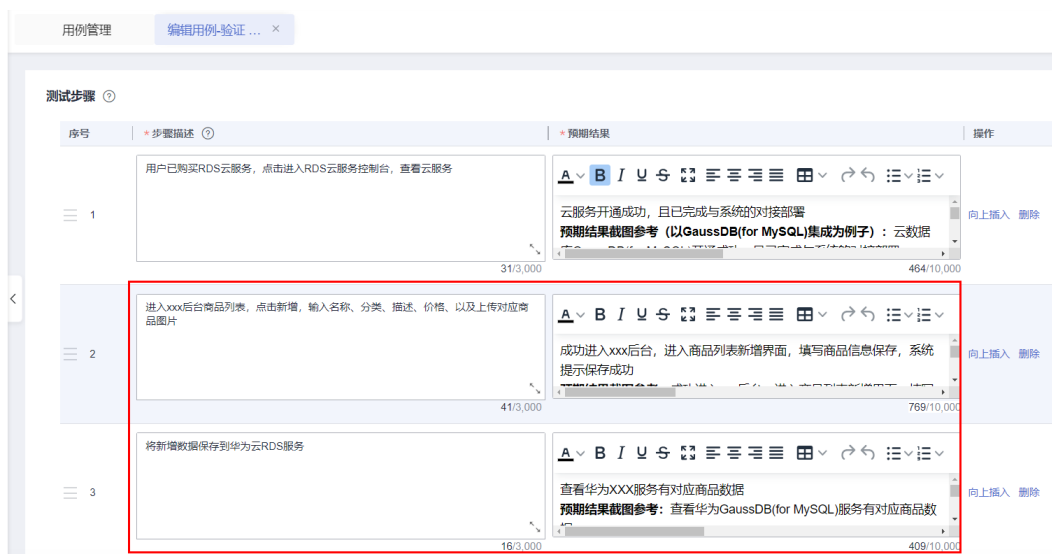 用例管理
编辑用例-验证 ... ×
测试步骤
序号 * 步骤描述 * 预期结果 操作
1
用户已购买RDS云服务，点击进入RDS云服务控制台，查看云服务
31/3,000
云服务开通成功，且已完成与系统的对接部署
预期结果截图参考（以GaussDB(for MySQL)集成为例子）：云数据
464/10,000
向上插入 删除
2
进入xxx后台商品列表，点击新增，输入名称、分类、描述、价格、以及上传对应商
品图片
41/3,000
成功进入xxx后台，进入商品列表新增界面，填写商品信息保存，系统
提示保存成功
769/10,000
向上插入 删除
3
将新增数据保存到华为云RDS服务
16/3,000
查看华为XXX服务有对应商品数据
预期结果截图参考：查看华为GaussDB(for MySQL)服务有对应商品数
409/10,000
向上插入 删除